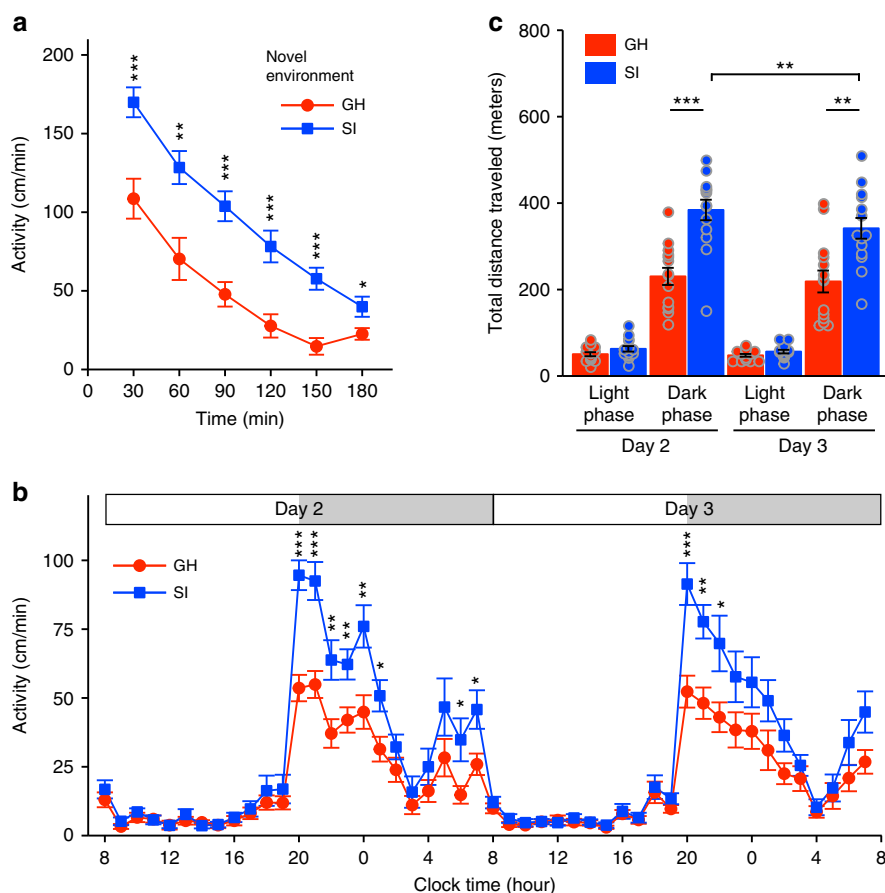 a
Novel
environment
GH
SI
***
**
***
***
***
*
200
150
100
50
0
Activity (cm/min)
0 30 60 90 120 150 180
Time (min)
c
GH
SI
**
***
**
800
600
400
200
0
Total distance traveled (meters)
Light phase
Dark phase
Light phase
Dark phase
Day 2
Day 3
b
Day 2
Day 3
GH
SI
***
***
**
**
**
*
*
*
***
**
*
100
75
50
25
0
Activity (cm/min)
8 12 16 20 0 4 8 12 16 20 0 4 8
Clock time (hour)